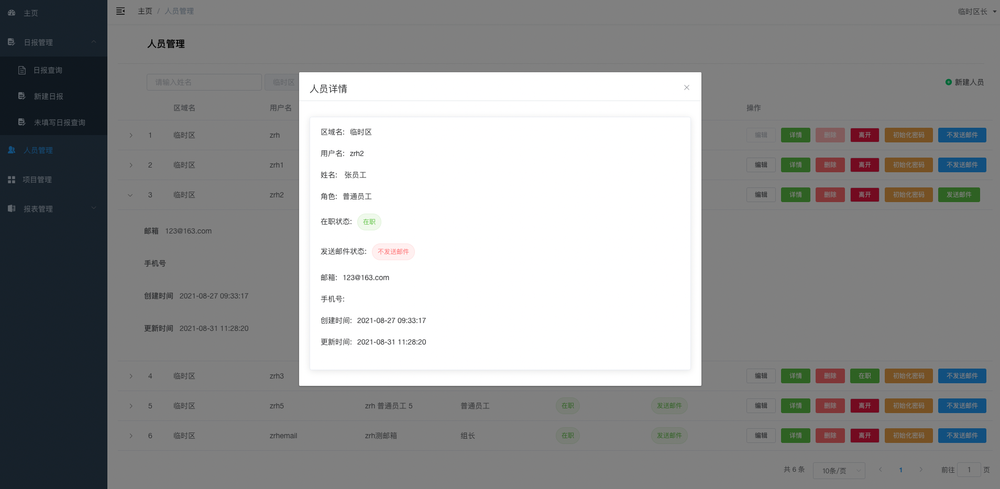 主页
日报管理
日报查询
新建日报
未填写日报查询
人员管理
项目管理
报表管理
主页 / 人员管理
临时区长
人员管理
请输入姓名 临时区
新建人员
区域名 用户名 操作
1 临时区 zrh 编辑 详情 删除 离开 初始化密码 不发送邮件
2 临时区 zrh1 编辑 详情 删除 离开 初始化密码 不发送邮件
3 临时区 zrh2 编辑 详情 删除 离开 初始化密码 发送邮件
邮箱 123@163.com
手机号
创建时间 2021-08-27 09:33:17
更新时间 2021-08-31 11:28:20
人员详情
区域名: 临时区
用户名: zrh2
姓名: 张员工
角色: 普通员工
在职状态: 在职
发送邮件状态: 不发送邮件
邮箱: 123@163.com
手机号:
创建时间: 2021-08-27 09:33:17
更新时间: 2021-08-31 11:28:20
4 临时区 zrh3 编辑 详情 删除 在职 初始化密码 不发送邮件
5 临时区 zrh5 zrh 普通员工 5 普通员工 在职 发送邮件 编辑 详情 删除 离开 初始化密码 不发送邮件
6 临时区 zrhemail zrh测邮箱 组长 在职 发送邮件 编辑 详情 删除 离开 初始化密码 不发送邮件
共 6 条 10条/页 1 前往 1 页